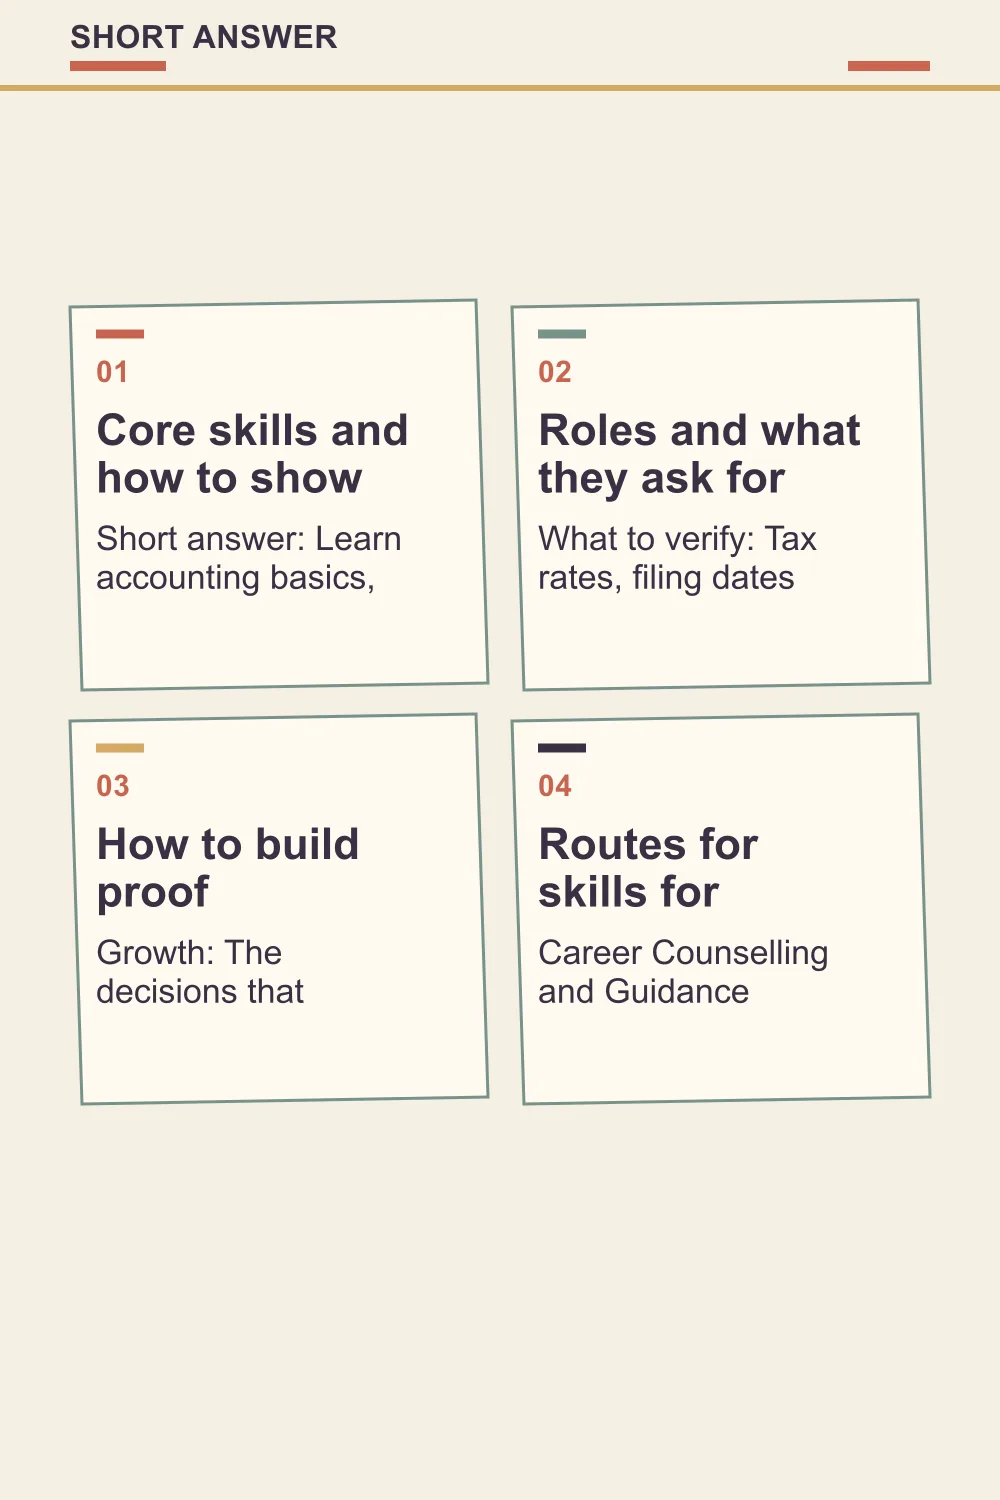 SHORT ANSWER
01
Core skills and
how to show
Short answer: Learn
accounting basics,
02
Roles and what
they ask for
What to verify: Tax
rates, filing dates
03
How to build
proof
Growth: The
decisions that
04
Routes for
skills for
Career Counselling
and Guidance